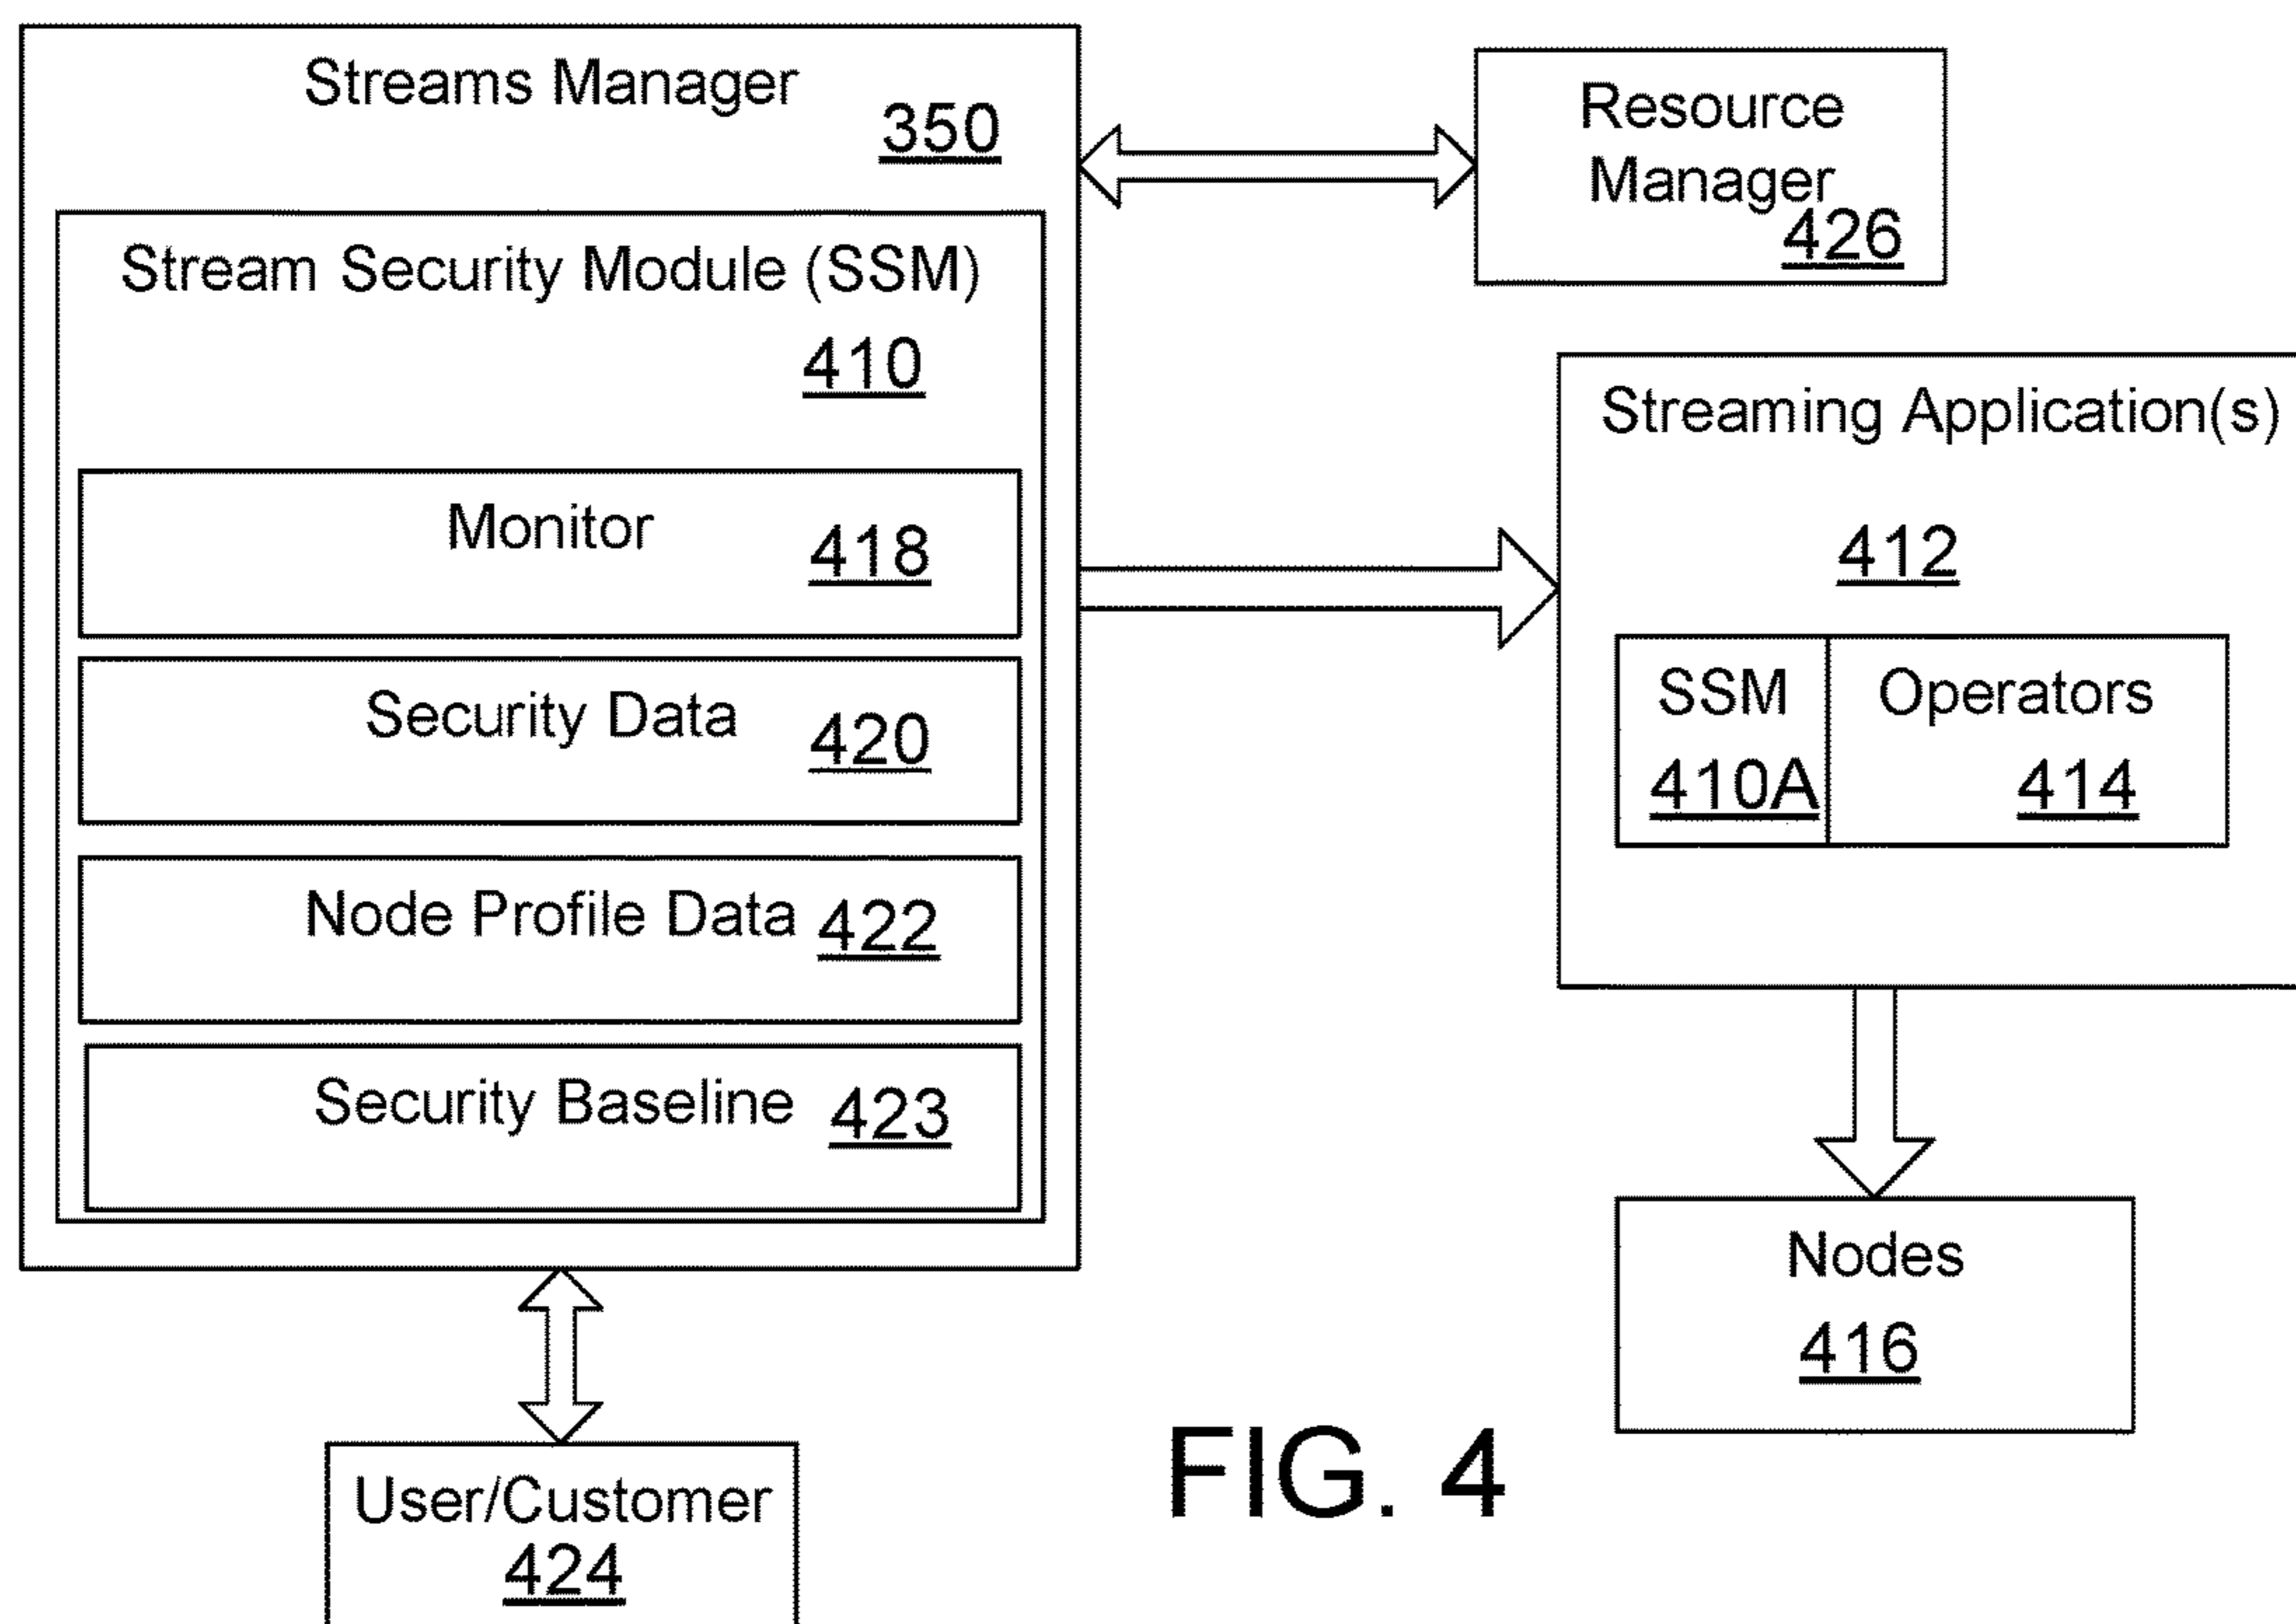 Streams Manager
350
Stream Security Module (SSM)
410
Monitor
418
Security Data
420
Node Profile Data 422
Security Baseline 423
User/Customer
424
Resource
Manager
426
Streaming Application(s)
412
SSM
410A
Operators
414
Nodes
416
FIG. 4